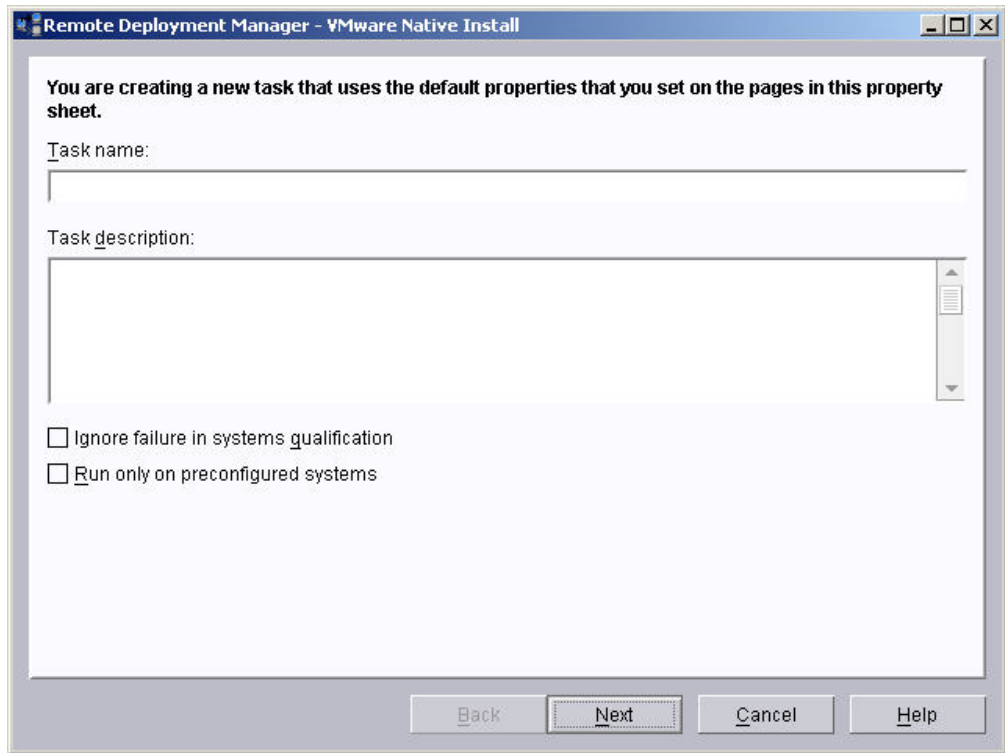 Remote Deployment Manager - VMware Native Install
You are creating a new task that uses the default properties that you set on the pages in this property
sheet.
Task name:
Task description:
Ignore failure in systems qualification
Run only on preconfigured systems
Back Next Cancel Help